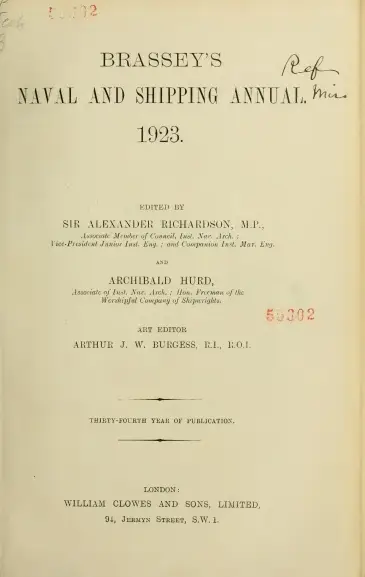 50302
BRASSEY'S
Ref
NAVAL AND SHIPPING ANNUAL.
1923.
EDITED BY
SIR ALEXANDER RICHARDSON, M.P.,
Associate Member of Council, Inst. Nav. Arch. ;
Vice-President Junior Inst. Eng. ; and Companion Inst. Mar. Eng.
AND
ARCHIBALD HURD,
Associate of Inst. Nav. Arch. ; Hon. Freeman of the
Worshipful Company of Shipwrights.
50302
ART EDITOR
ARTHUR J. W. BURGESS, R.I., R.O.I.
THIRTY-FOURTH YEAR OF PUBLICATION.
LONDON:
WILLIAM CLOWES AND SONS, LIMITED,
94, JERMYN STREET, S.W. 1.